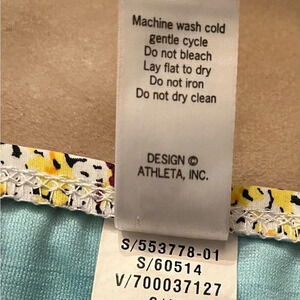 Machine wash cold
gentle cycle
Do not bleach
Lay flat to dry
Do not iron
Do not dry clean
DESIGN ©
ATHLETA, INC.
S/553778-01
S/60514
V/700037127